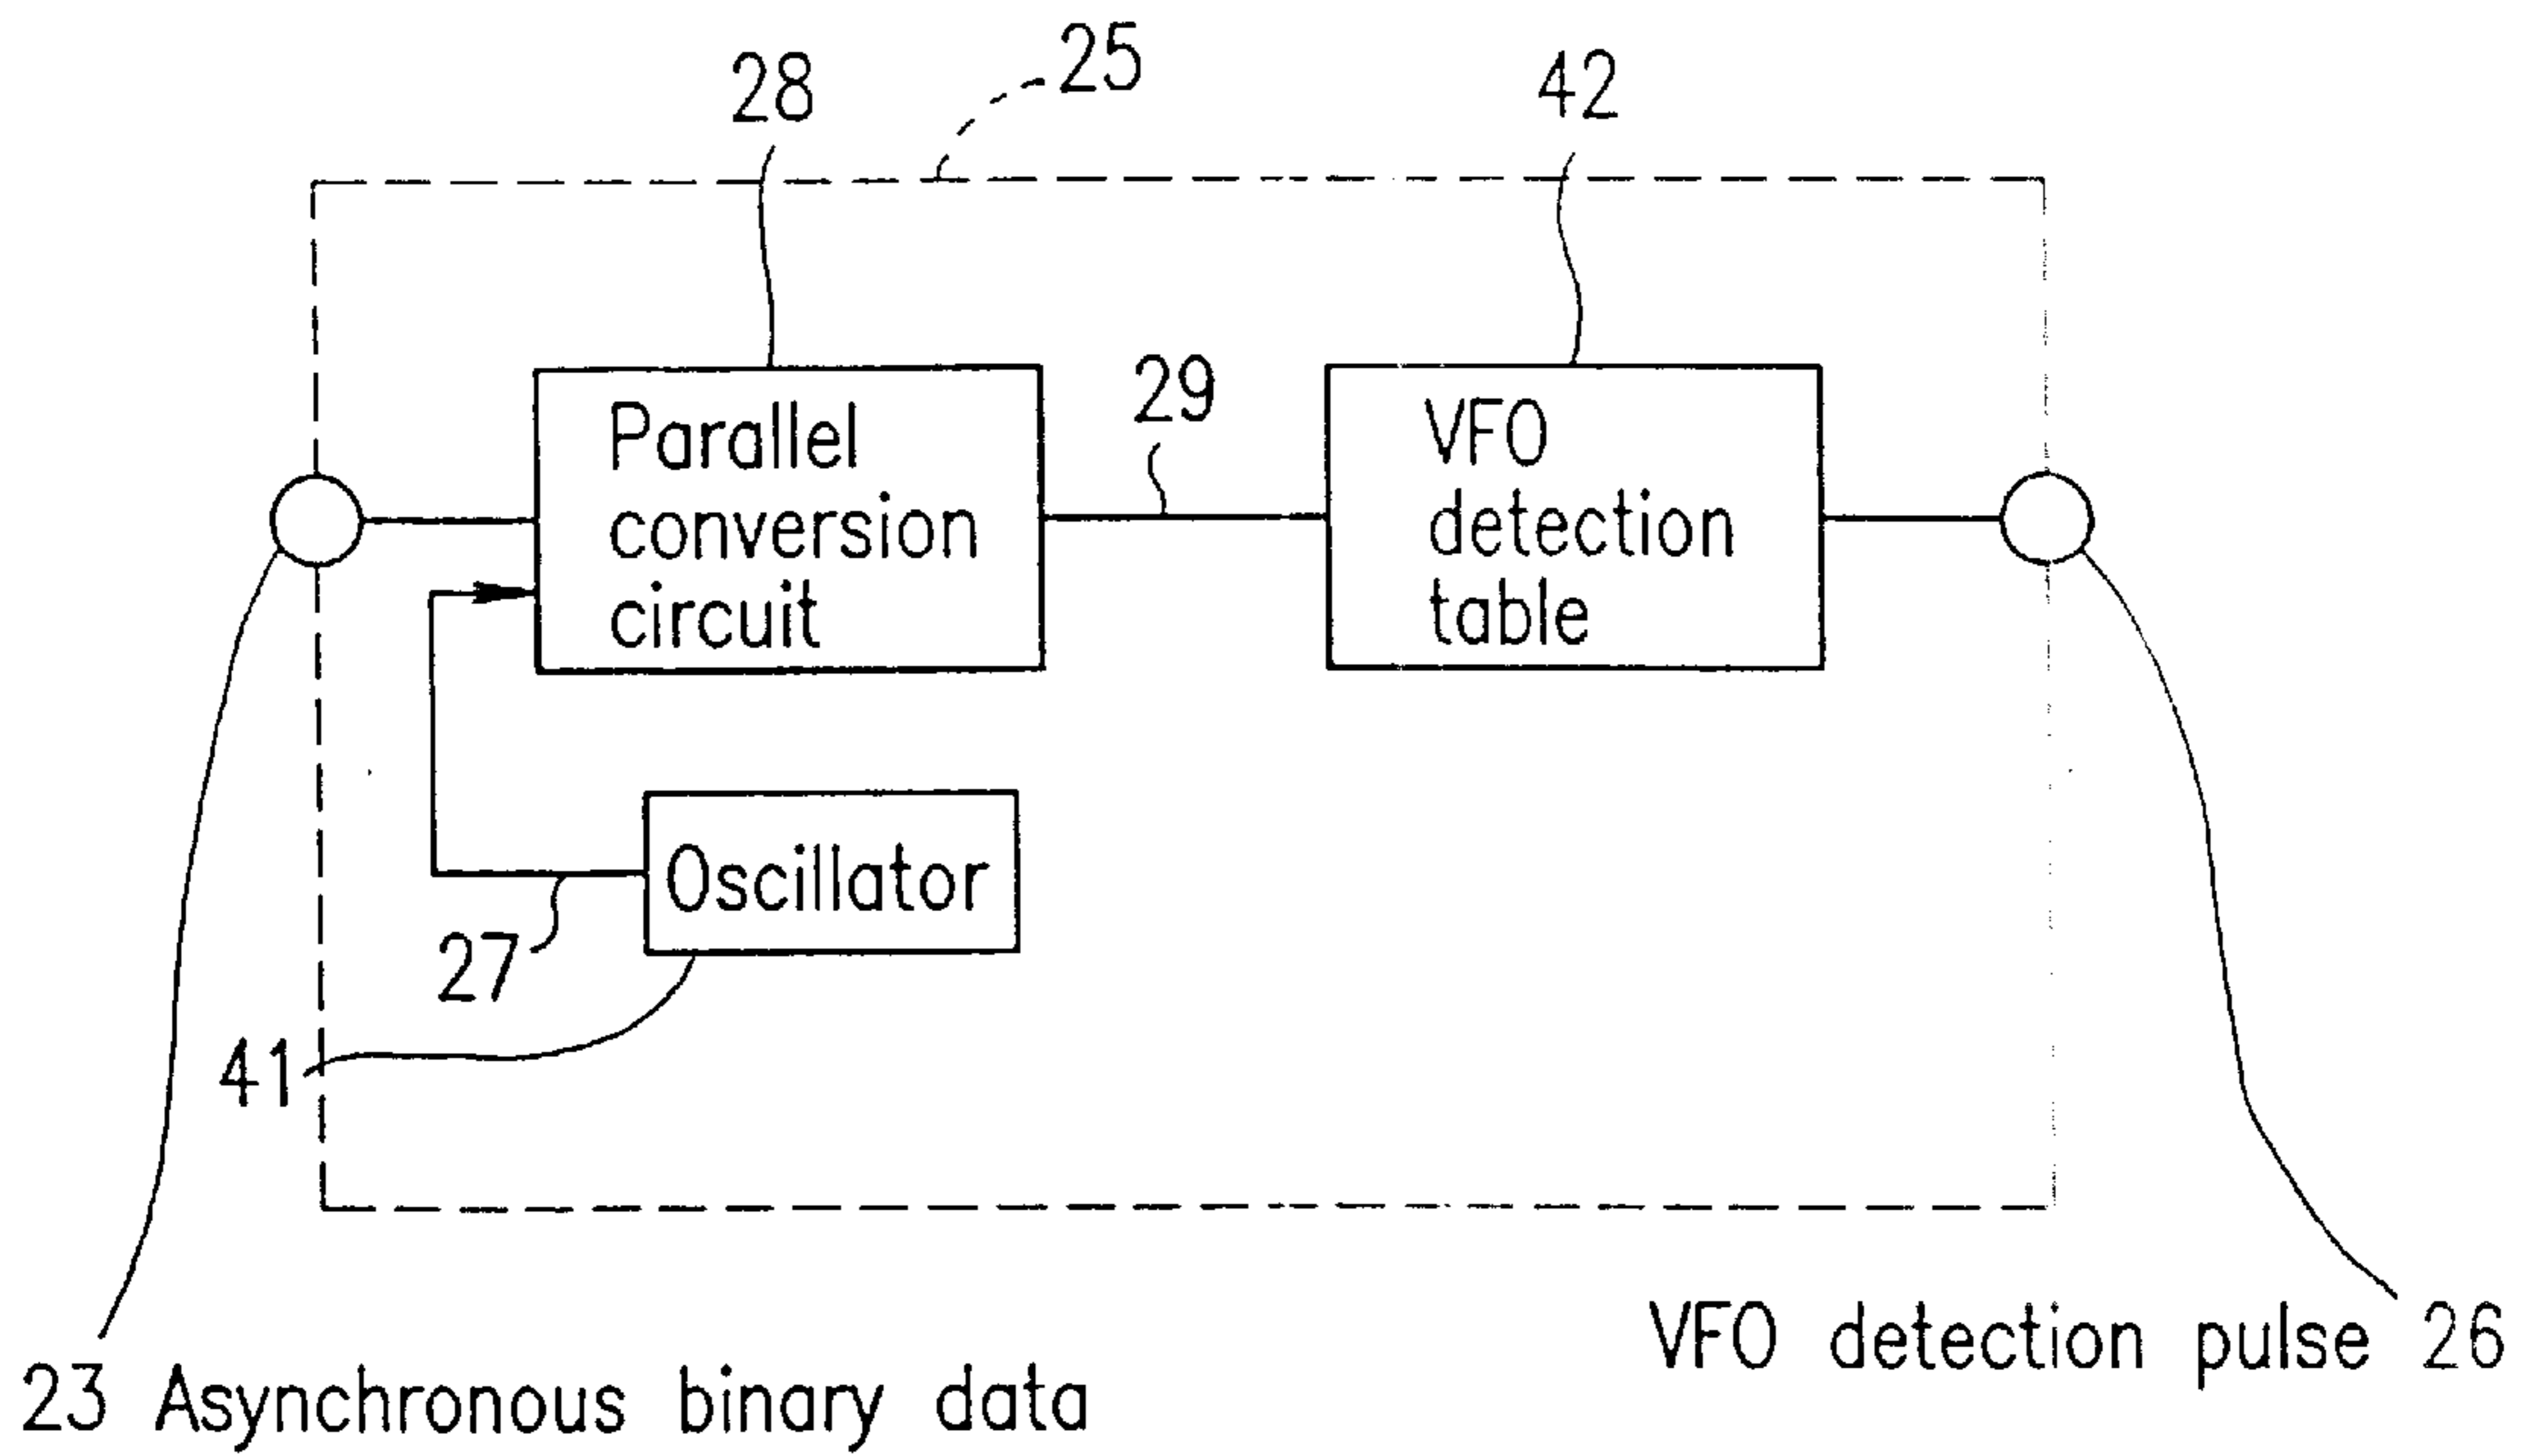 25
28
42
Parallel
conversion
circuit
29
VFO
detection
table
Oscillator
27
41
VFO detection pulse 26
23 Asynchronous binary data